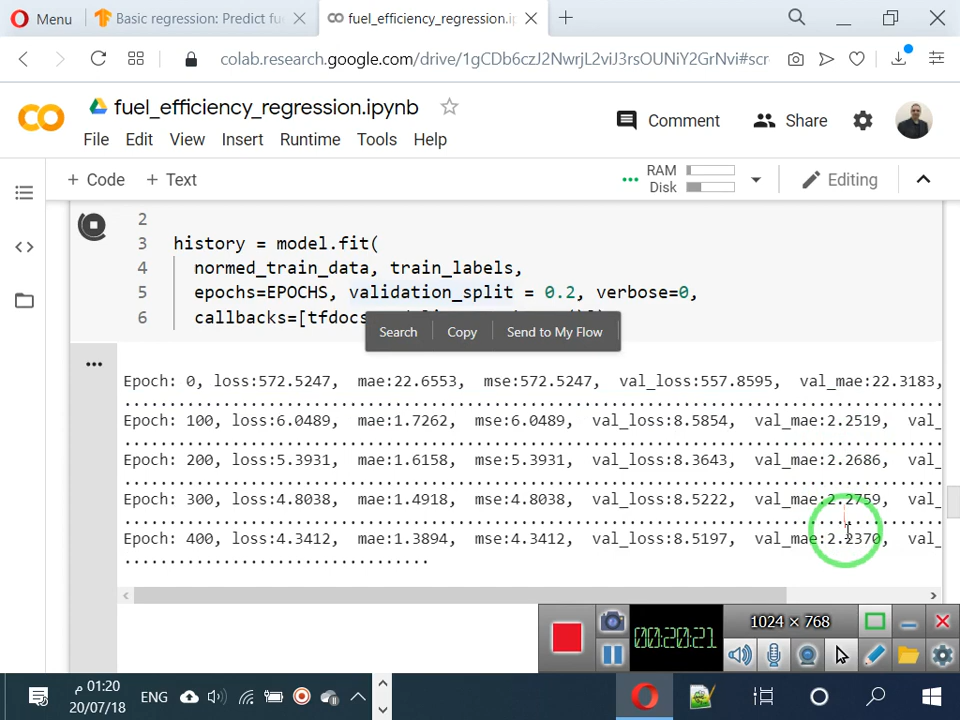 Menu
Basic regression: Predict fu
fuel_efficiency_regression.i
colab.research.google.com/drive/1gCDb6czJ2NwrjL2viJ3rsOUNiY2GrNvi#scr
fuel_efficiency_regression.ipynb
File Edit View Insert Runtime Tools Help
Comment
Share
+ Code + Text
RAM
Disk
Editing
2
3 history = model.fit(
4 normed_train_data, train_labels,
5 epochs=EPOCHS, validation_split = 0.2, verbose=0,
6 callbacks=[tfdocs
Search Copy Send to My Flow
Epoch: 0, loss:572.5247, mae:22.6553, mse:572.5247, val_loss:557.8595, val_mae:22.3183,
Epoch: 100, loss:6.0489, mae:1.7262, mse:6.0489, val_loss:8.5854, val_mae:2.2519, val_
Epoch: 200, loss:5.3931, mae:1.6158, mse:5.3931, val_loss:8.3643, val_mae:2.2686, val_
Epoch: 300, loss:4.8038, mae:1.4918, mse:4.8038, val_loss:8.5222, val_mae:2.2759, val_
Epoch: 400, loss:4.3412, mae:1.3894, mse:4.3412, val_loss:8.5197, val_mae:2.2370, val_
1024 × 768
00:20:21
01:20 م
20/07/18
ENG